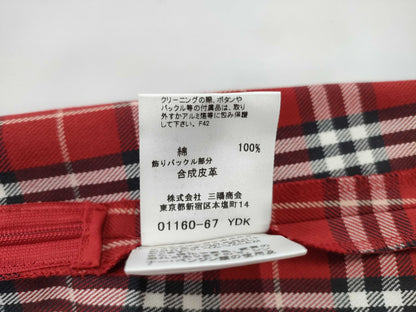 クリーニングの際、ボタンや
バックル等の付属品は、取り
外すかアルミ箔等に包み保護
して下さい。F42
綿 100%
飾りバックル部分
合成皮革
株式会社 三陽商会
東京都新宿区本塩町14
01160-67 YDK